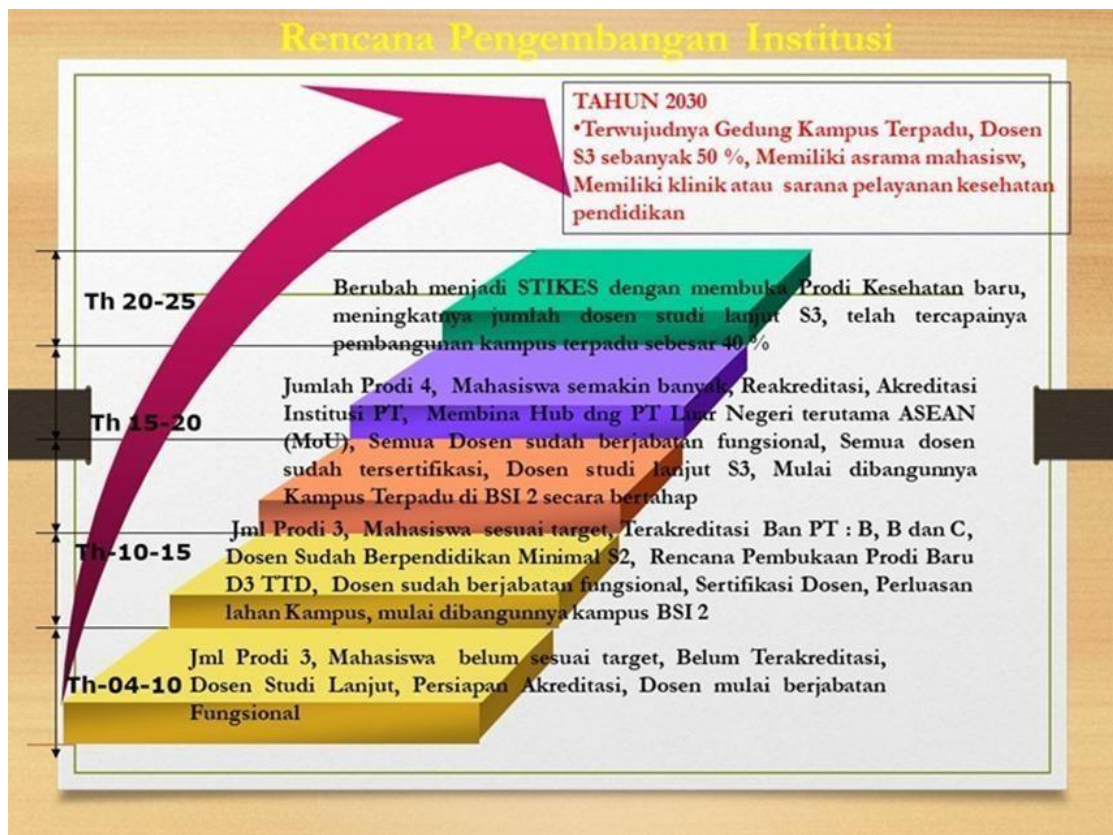 Rencana Pengembangan Institusi
TAHUN 2030
•Terwujudnya Gedung Kampus Terpadu, Dosen
S3 sebanyak 50 %, Memiliki asrama mahasisw,
Memiliki klinik atau sarana pelayanan kesehatan
pendidikan
Th 20-25
Berubah menjadi STIKES dengan membuka Prodi Kesehatan baru,
meningkatnya jumlah dosen studi lanjut S3, telah tercapainya
pembangunan kampus terpadu sebesar 40 %
Th 15-20
Jumlah Prodi 4, Mahasiswa semakin banyak, Reakreditasi, Akreditasi
Institusi PT, Membina Hub dng PT Luar Negeri terutama ASEAN
(MoU), Semua Dosen sudah berjabatan fungsional, Semua dosen
sudah tersertifikasi, Dosen studi lanjut S3, Mulai dibangunnya
Kampus Terpadu di BSI 2 secara bertahap
Th-10-15
Jml Prodi 3, Mahasiswa sesuai target, Terakreditasi Ban PT : B, B dan C,
Dosen Sudah Berpendidikan Minimal S2, Rencana Pembukaan Prodi Baru
D3 TTD, Dosen sudah berjabatan fungsional, Sertifikasi Dosen, Perluasan
lahan Kampus, mulai dibangunnya kampus BSI 2
Th-04-10
Jml Prodi 3, Mahasiswa belum sesuai target, Belum Terakreditasi,
Dosen Studi Lanjut, Persiapan Akreditasi, Dosen mulai berjabatan
Fungsional